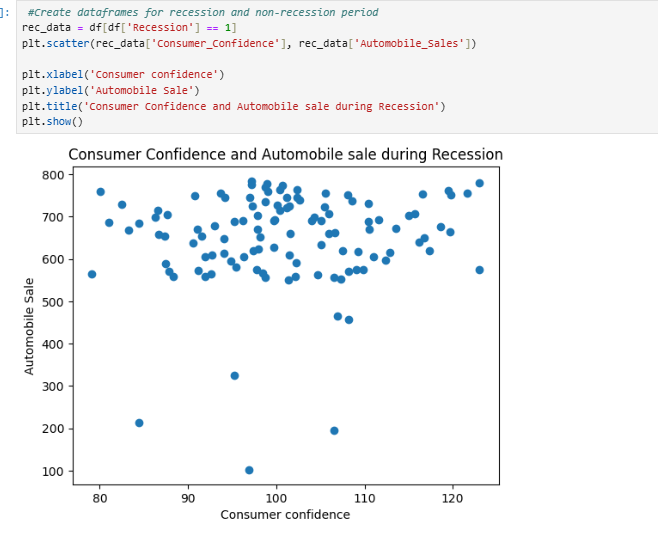 ]: #Create dataframes for recession and non-recession period
rec_data = df[df['Recession'] == 1]
plt.scatter(rec_data['Consumer_Confidence'], rec_data['Automobile_Sales'])
plt.xlabel('Consumer confidence')
plt.ylabel('Automobile Sale')
plt.title('Consumer Confidence and Automobile sale during Recession')
plt.show()
Consumer Confidence and Automobile sale during Recession
800
700
600
500
400
300
200
100
Automobile Sale
80 90 100 110 120
Consumer confidence